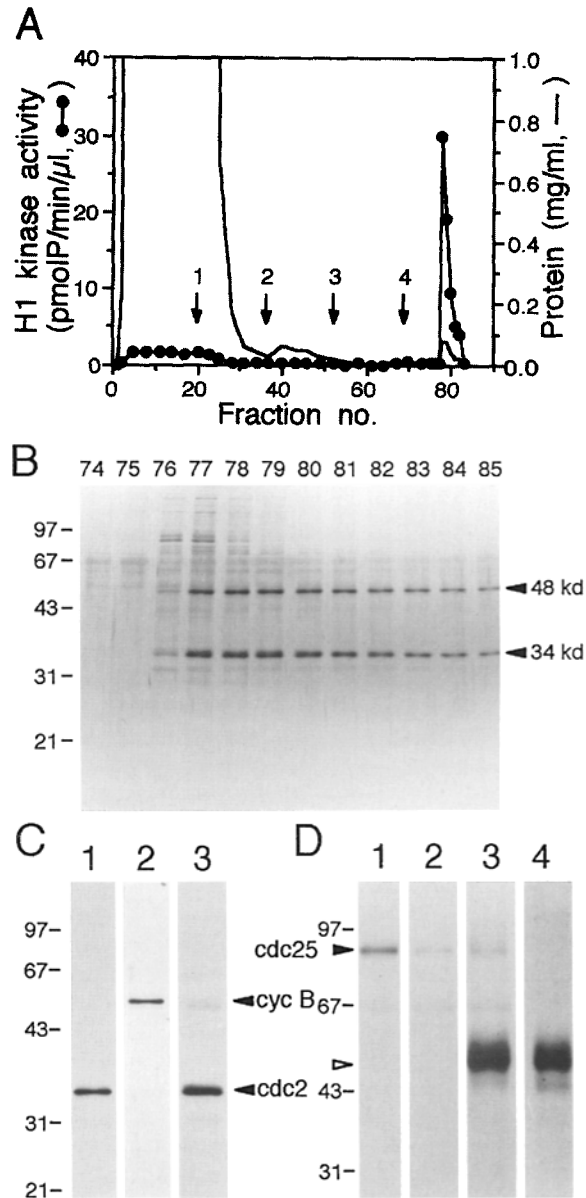 A
H1 kinase activity
(pmolP/min/µl, )
40
30
20
10
0
1 2 3 4
1.0
0.8
0.6
0.4
0.2
0.0
Protein (mg/ml, — )
0 20 40 60 80
Fraction no.
B
74 75 76 77 78 79 80 81 82 83 84 85
97
67
43
31
21
48 kd
34 kd
C
1 2 3
97
67
43
31
21
cyc B
cdc2
D
1 2 3 4
97
cdc25
67
43
31